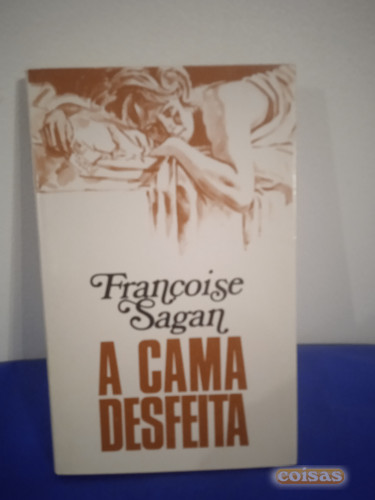 Françoise
Sagan
A CAMA
DESFEITA
coisas